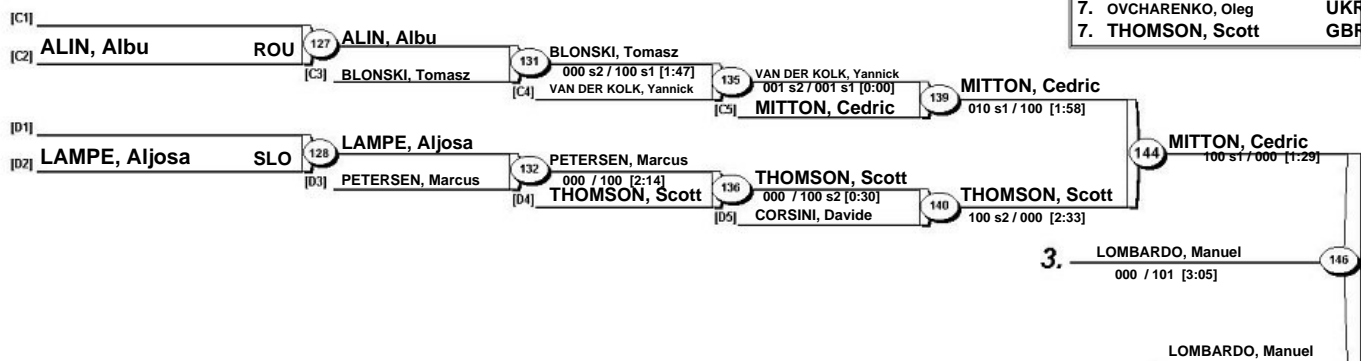 7. OVCHARENKO, Oleg UKR
7. THOMSON, Scott GBR
[C1]
[C2] ALIN, Albu ROU
127
ALIN, Albu
[C3] BLONSKI, Tomasz
131
BLONSKI, Tomasz
000 s2 / 100 s1 [1:47]
[C4] VAN DER KOLK, Yannick
135
VAN DER KOLK, Yannick
001 s2 / 001 s1 [0:00]
[C5] MITTON, Cedric
139
MITTON, Cedric
010 s1 / 100 [1:58]
[D1]
[D2] LAMPE, Aljosa SLO
128
LAMPE, Aljosa
[D3] PETERSEN, Marcus
132
PETERSEN, Marcus
000 / 100 [2:14]
[D4] THOMSON, Scott
136
THOMSON, Scott
000 / 100 s2 [0:30]
[D5] CORSINI, Davide
140
THOMSON, Scott
100 s2 / 000 [2:33]
144
MITTON, Cedric
100 s1 / 000 [1:29]
3. LOMBARDO, Manuel
000 / 101 [3:05]
146
LOMBARDO, Manuel